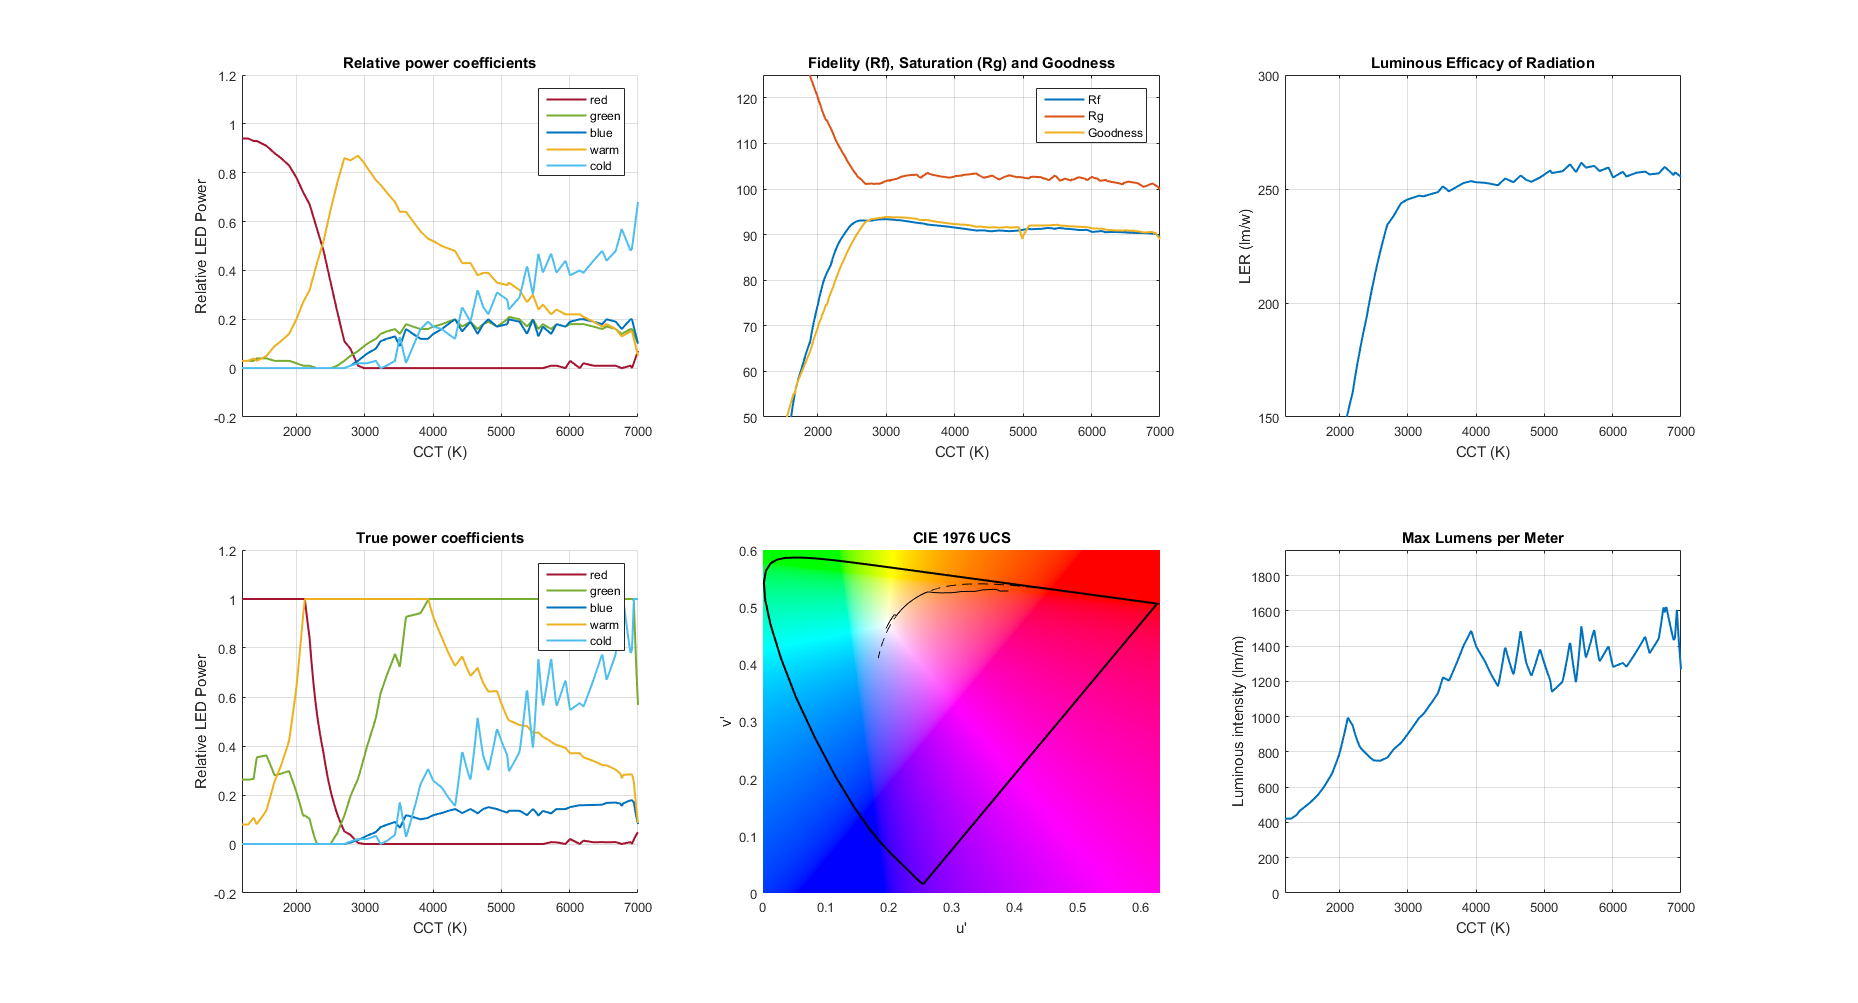 Relative power coefficients
1.2
1
0.8
0.6
0.4
0.2
0
-0.2
Relative LED Power
red
green
blue
warm
cold
2000 3000 4000 5000 6000 7000
CCT (K)
Fidelity (Rf), Saturation (Rg) and Goodness
120
110
100
90
80
70
60
50
Rf
Rg
Goodness
2000 3000 4000 5000 6000 7000
CCT (K)
Luminous Efficacy of Radiation
300
250
200
150
LER (lm/w)
2000 3000 4000 5000 6000 7000
CCT (K)
True power coefficients
1.2
1
0.8
0.6
0.4
0.2
0
-0.2
Relative LED Power
red
green
blue
warm
cold
2000 3000 4000 5000 6000 7000
CCT (K)
CIE 1976 UCS
0.6
0.5
0.4
0.3
0.2
0.1
0
v'
0 0.1 0.2 0.3 0.4 0.5 0.6
u'
Max Lumens per Meter
1800
1600
1400
1200
1000
800
600
400
200
0
Luminous intensity (lm/m)
2000 3000 4000 5000 6000 7000
CCT (K)